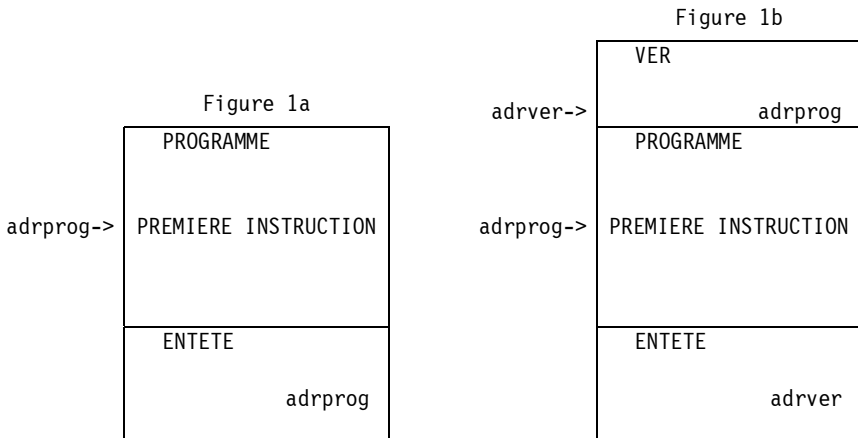 Figure 1a
PROGRAMME
adrprog-> PREMIERE INSTRUCTION
ENTETE
adrprog
Figure 1b
VER
adrver-> adrprog
PROGRAMME
adrprog-> PREMIERE INSTRUCTION
ENTETE
adrver